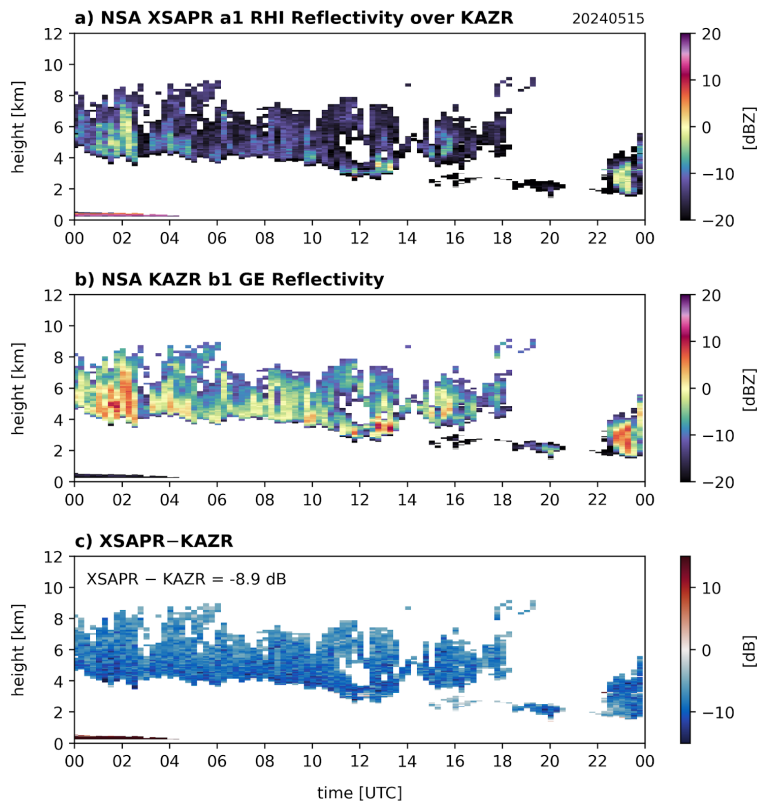 a) NSA XSAPR a1 RHI Reflectivity over KAZR 20240515
12
10
8
6
4
2
0
height [km]
00 02 04 06 08 10 12 14 16 18 20 22 00
20
10
0
−10
−20
[dBZ]
b) NSA KAZR b1 GE Reflectivity
12
10
8
6
4
2
0
height [km]
00 02 04 06 08 10 12 14 16 18 20 22 00
20
10
0
−10
−20
[dBZ]
c) XSAPR−KAZR
XSAPR − KAZR = -8.9 dB
12
10
8
6
4
2
0
height [km]
00 02 04 06 08 10 12 14 16 18 20 22 00
time [UTC]
10
0
−10
[dB]